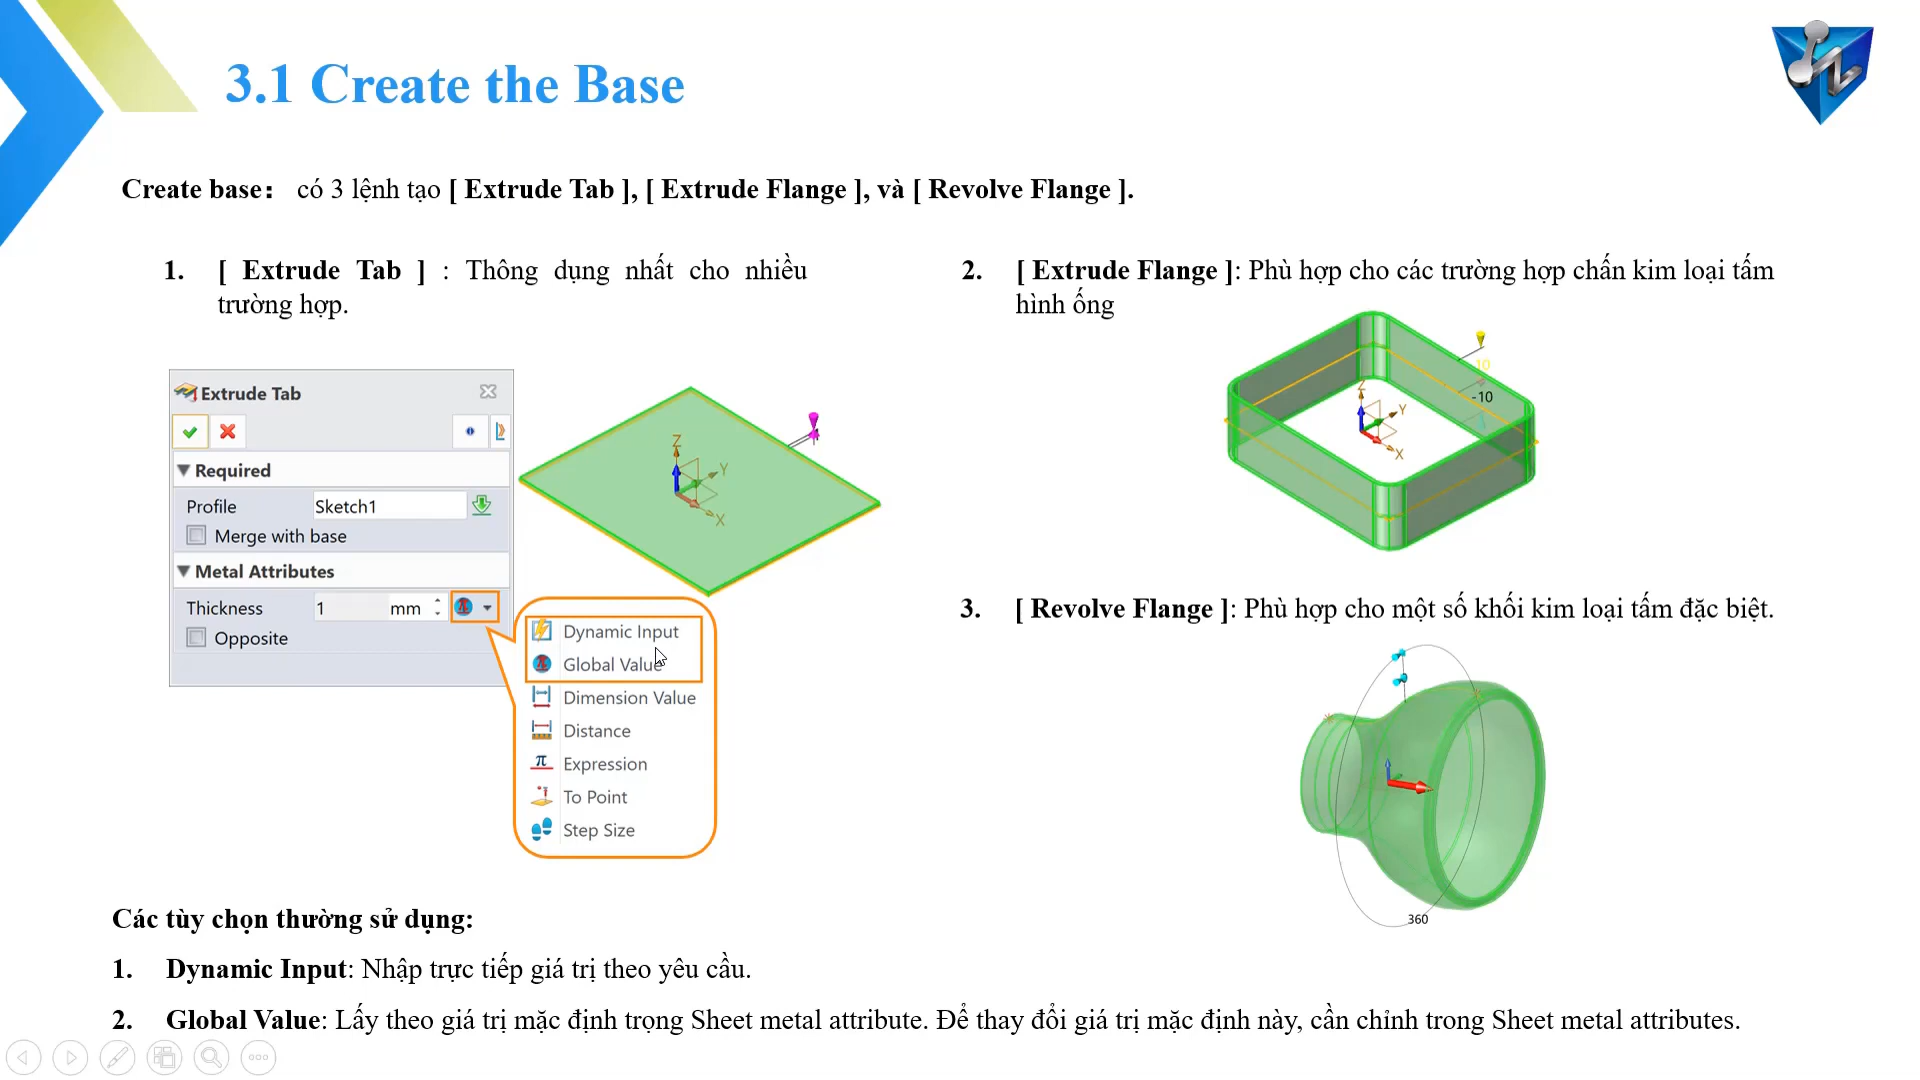 3.1 Create the Base
Create base： có 3 lệnh tạo [ Extrude Tab ], [ Extrude Flange ], và [ Revolve Flange ].
1. [ Extrude Tab ] : Thông dụng nhất cho nhiều
trường hợp.
Extrude Tab
Required
Profile Sketch1
Merge with base
Metal Attributes
Thickness 1 mm
Opposite
Z
Y
X
Dynamic Input
Global Value
Dimension Value
Distance
Expression
To Point
Step Size
2. [ Extrude Flange ]: Phù hợp cho các trường hợp chấn kim loại tấm
hình ống
10
-10
Z
Y
X
3. [ Revolve Flange ]: Phù hợp cho một số khối kim loại tấm đặc biệt.
360
Các tùy chọn thường sử dụng:
1. Dynamic Input: Nhập trực tiếp giá trị theo yêu cầu.
2. Global Value: Lấy theo giá trị mặc định trọng Sheet metal attribute. Để thay đổi giá trị mặc định này, cần chỉnh trong Sheet metal attributes.